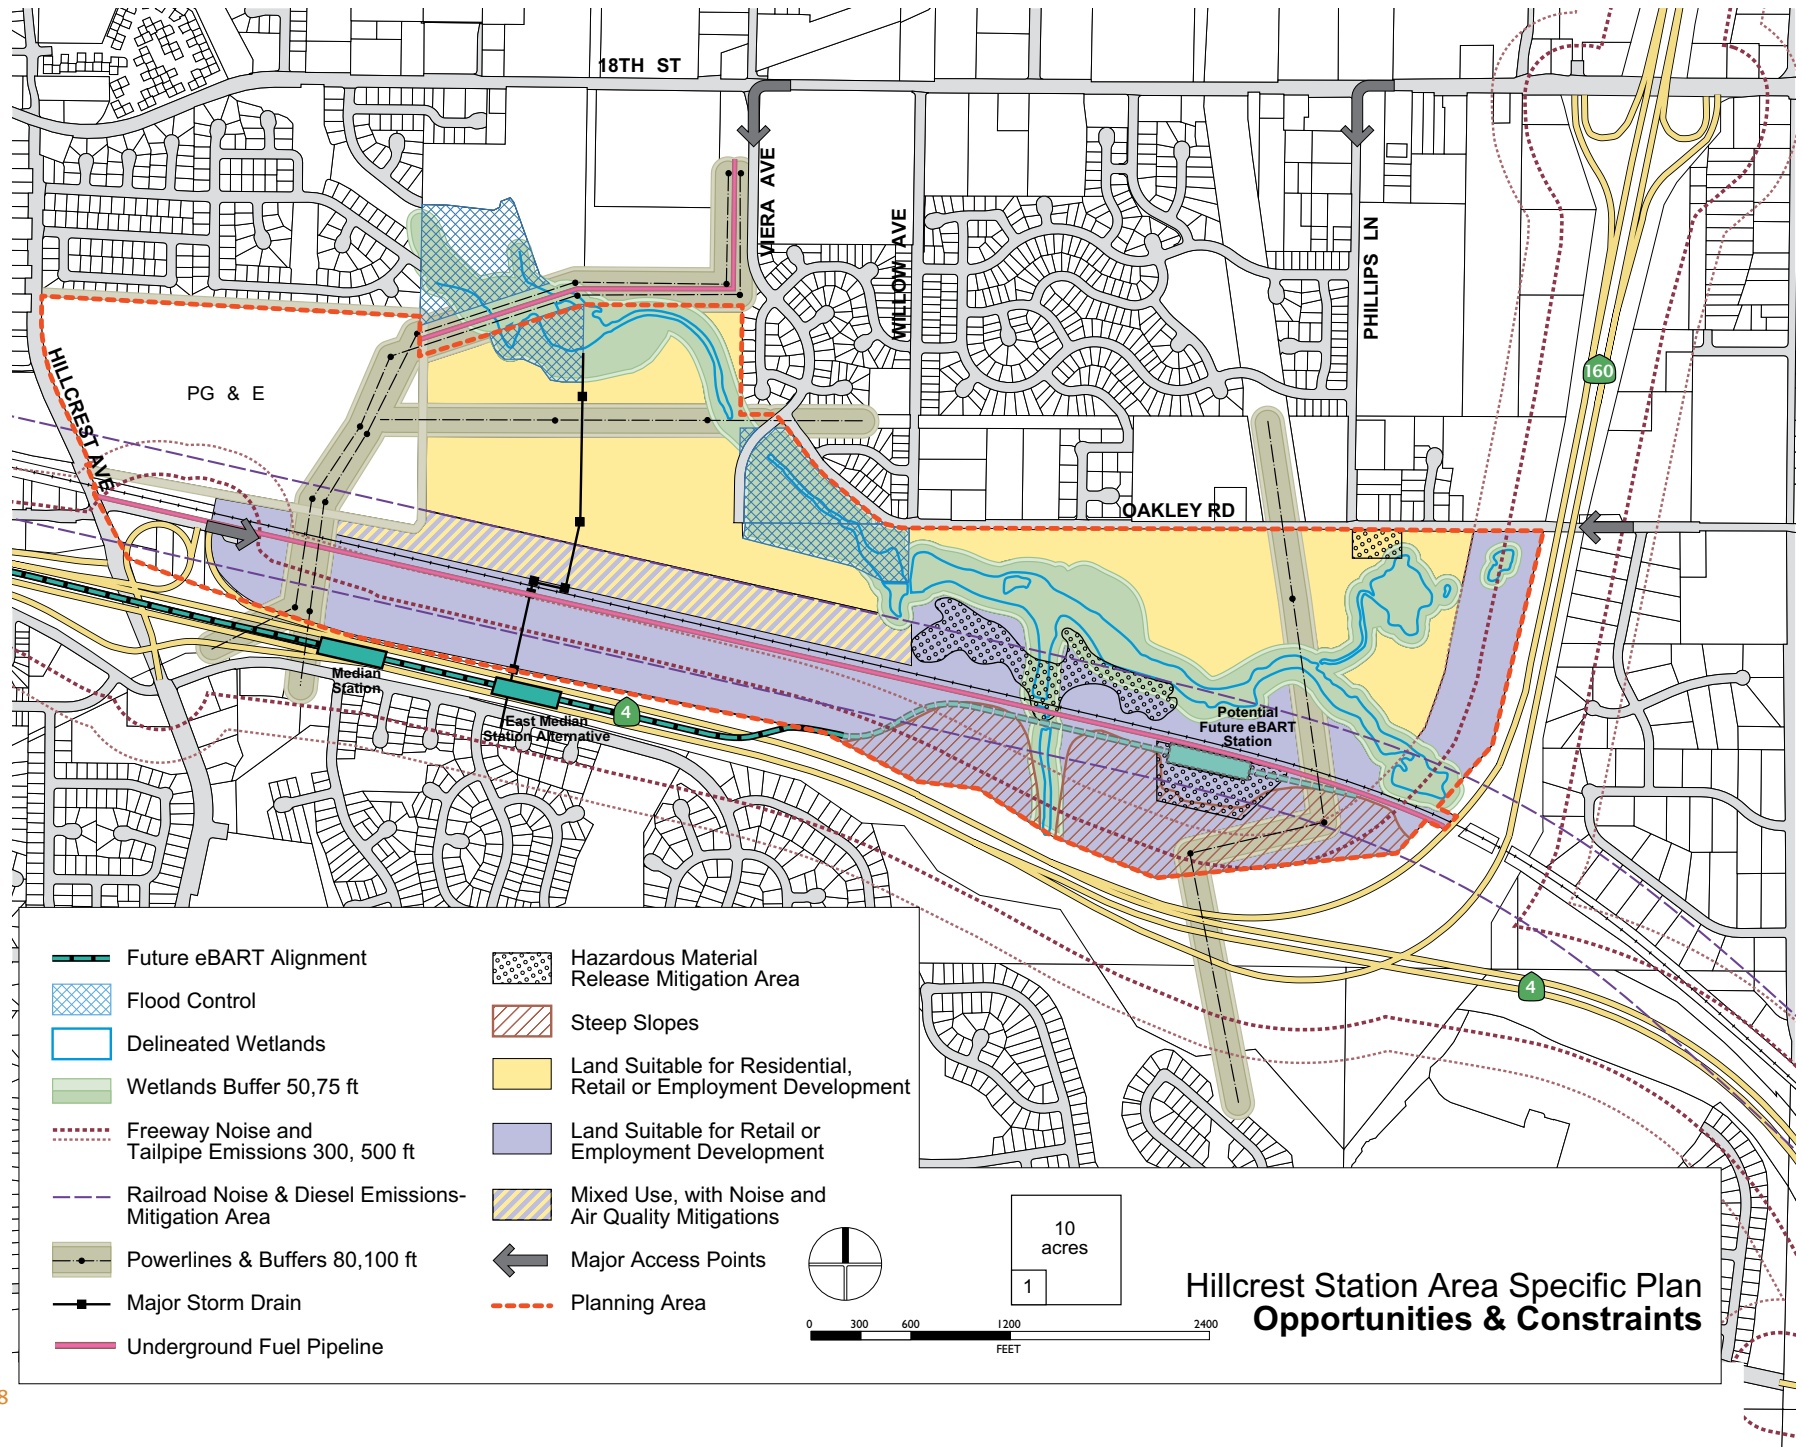 18TH ST
VIERA AVE
WILLOW AVE
PHILLIPS LN
160
HILLCREST AVE
PG & E
OAKLEY RD
Median
Station
East Median
Station Alternative
4
Potential
Future eBART
Station
4
Future eBART Alignment
Flood Control
Delineated Wetlands
Wetlands Buffer 50,75 ft
Freeway Noise and
Tailpipe Emissions 300, 500 ft
Railroad Noise & Diesel Emissions-
Mitigation Area
Powerlines & Buffers 80,100 ft
Major Storm Drain
Underground Fuel Pipeline
Hazardous Material
Release Mitigation Area
Steep Slopes
Land Suitable for Residential,
Retail or Employment Development
Land Suitable for Retail or
Employment Development
Mixed Use, with Noise and
Air Quality Mitigations
Major Access Points
Planning Area
10
acres
1
0 300 600 1200 2400
FEET
Hillcrest Station Area Specific Plan
Opportunities & Constraints
8